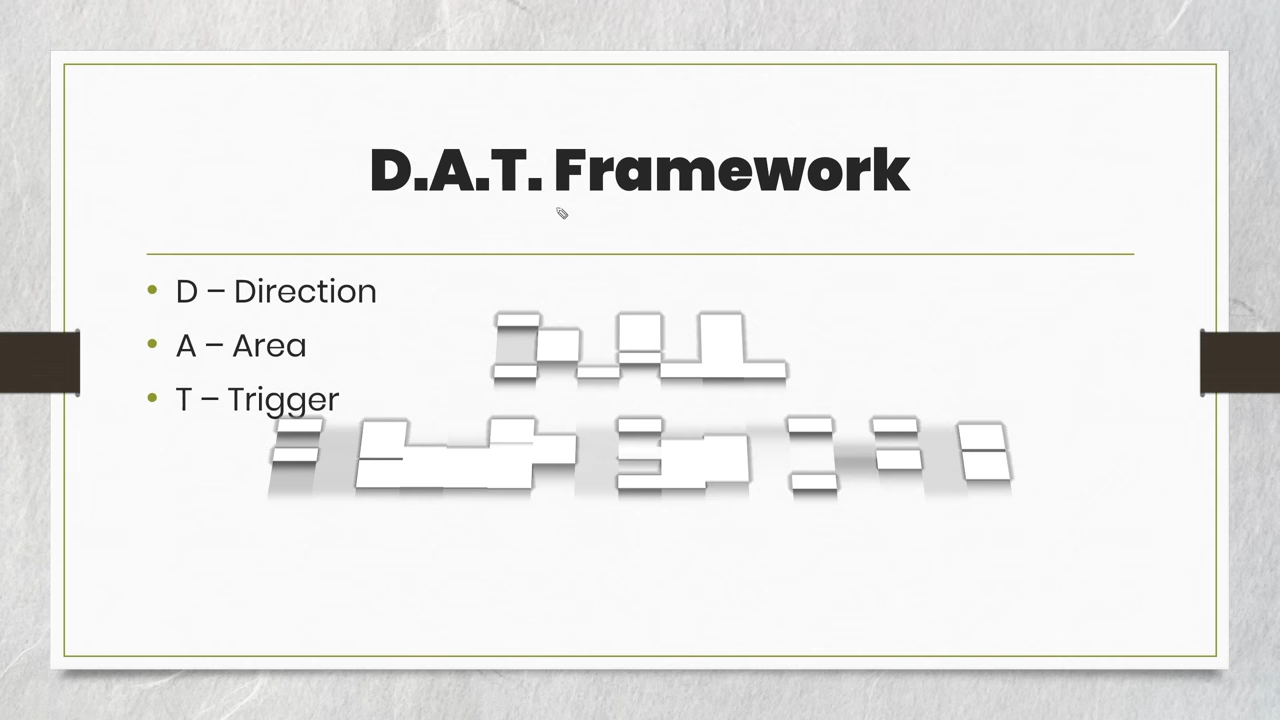 D.A.T. Framework
• D – Direction
• A – Area
• T – Trigger